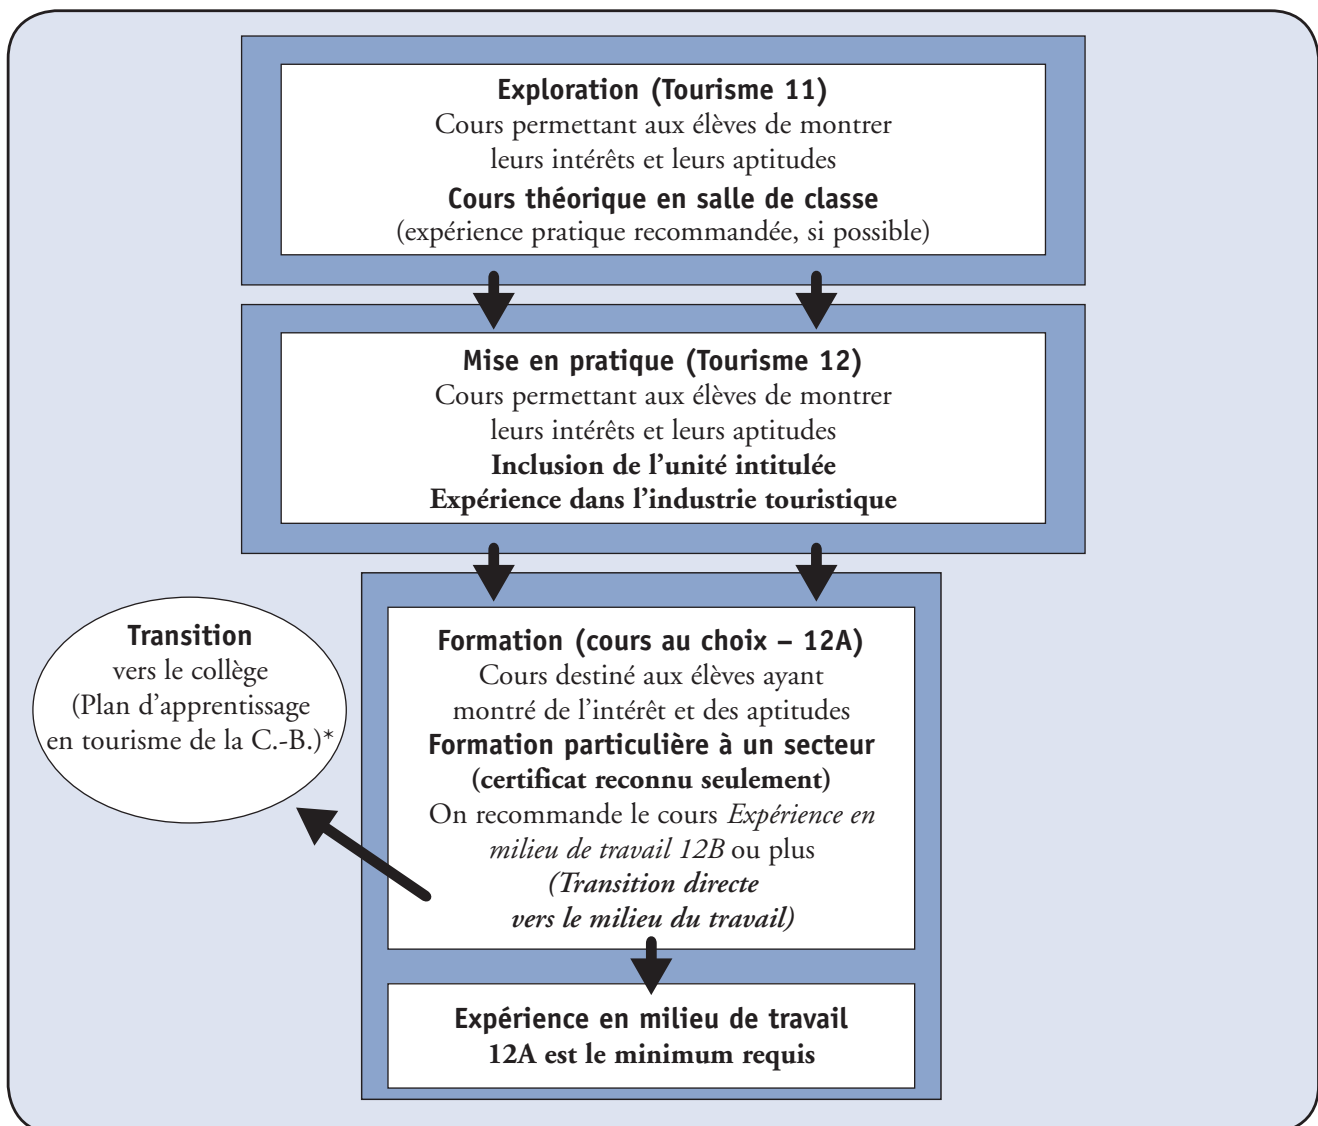 Exploration (Tourisme 11)
Cours permettant aux élèves de montrer
leurs intérêts et leurs aptitudes
Cours théorique en salle de classe
(expérience pratique recommandée, si possible)
Mise en pratique (Tourisme 12)
Cours permettant aux élèves de montrer
leurs intérêts et leurs aptitudes
Inclusion de l’unité intitulée
Expérience dans l’industrie touristique
Transition
vers le collège
(Plan d’apprentissage
en tourisme de la C.-B.)*
Formation (cours au choix – 12A)
Cours destiné aux élèves ayant
montré de l’intérêt et des aptitudes
Formation particulière à un secteur
(certificat reconnu seulement)
On recommande le cours Expérience en
milieu de travail 12B ou plus
(Transition directe
vers le milieu du travail)
Expérience en milieu de travail
12A est le minimum requis